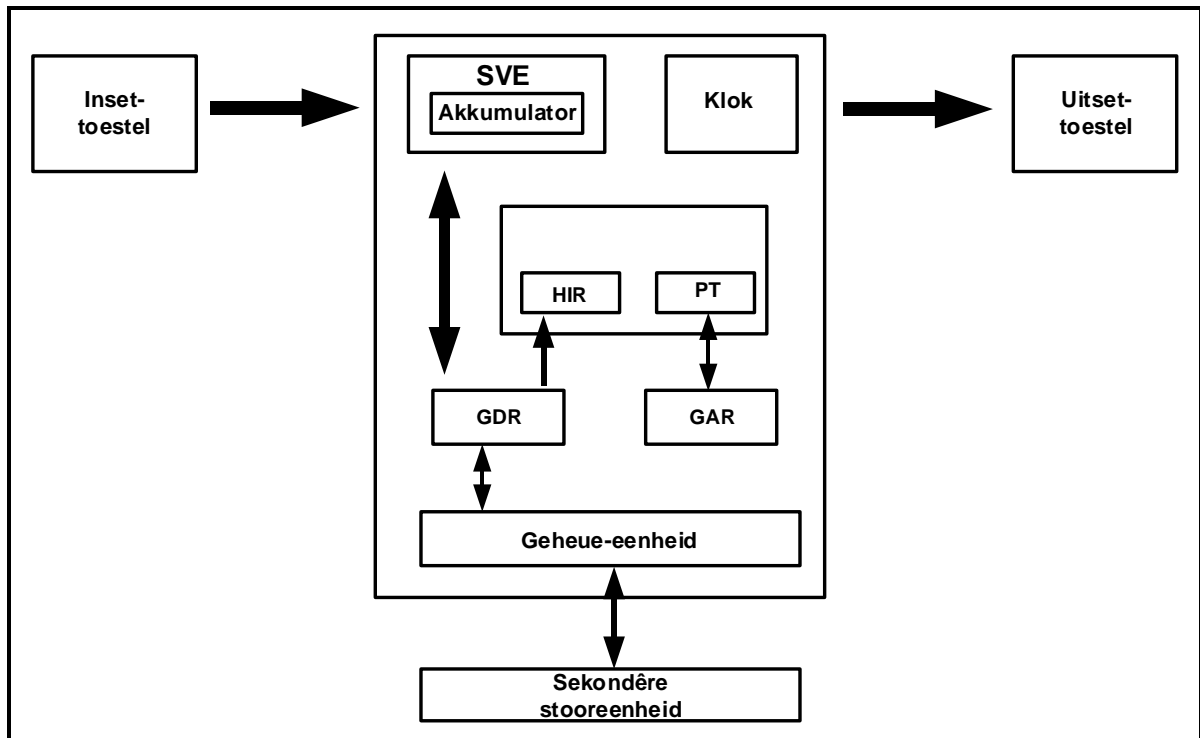 Inset-
toestel
SVE
Akkumulator
Klok
Uitset-
toestel
HIR
PT
GDR
GAR
Geheue-eenheid
Sekondêre
stooreenheid